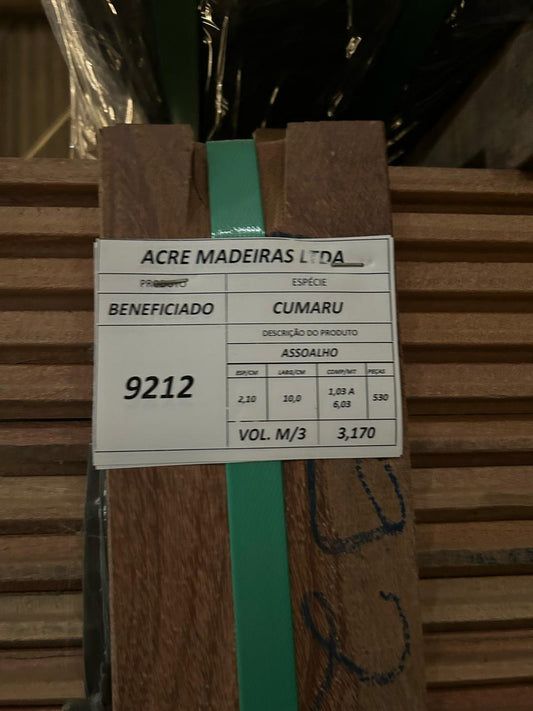 ACRE MADEIRAS LTDA
PRODUTO
ESPÉCIE
BENEFICIADO
CUMARU
DESCRIÇÃO DO PRODUTO
ASSOALHO
9212
ESP/CM LARG/CM COMP/MT PEÇAS
2,10 10,0 1,03 A 530
6,03
VOL. M/3 3,170